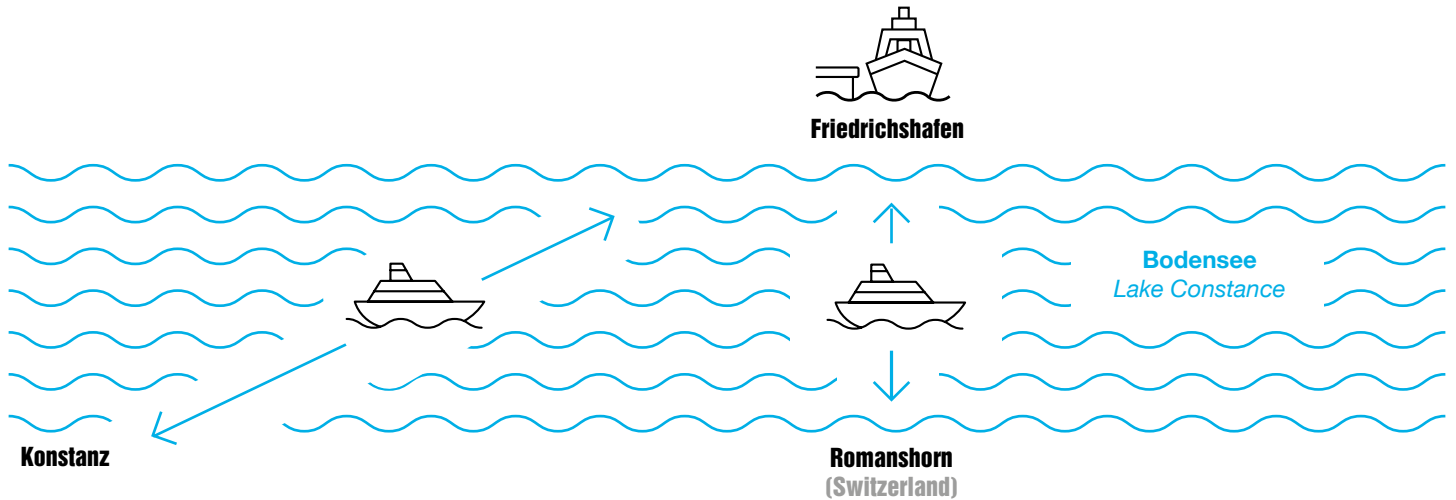 Friedrichshafen
Bodensee
Lake Constance
Konstanz
Romanshorn
(Switzerland)